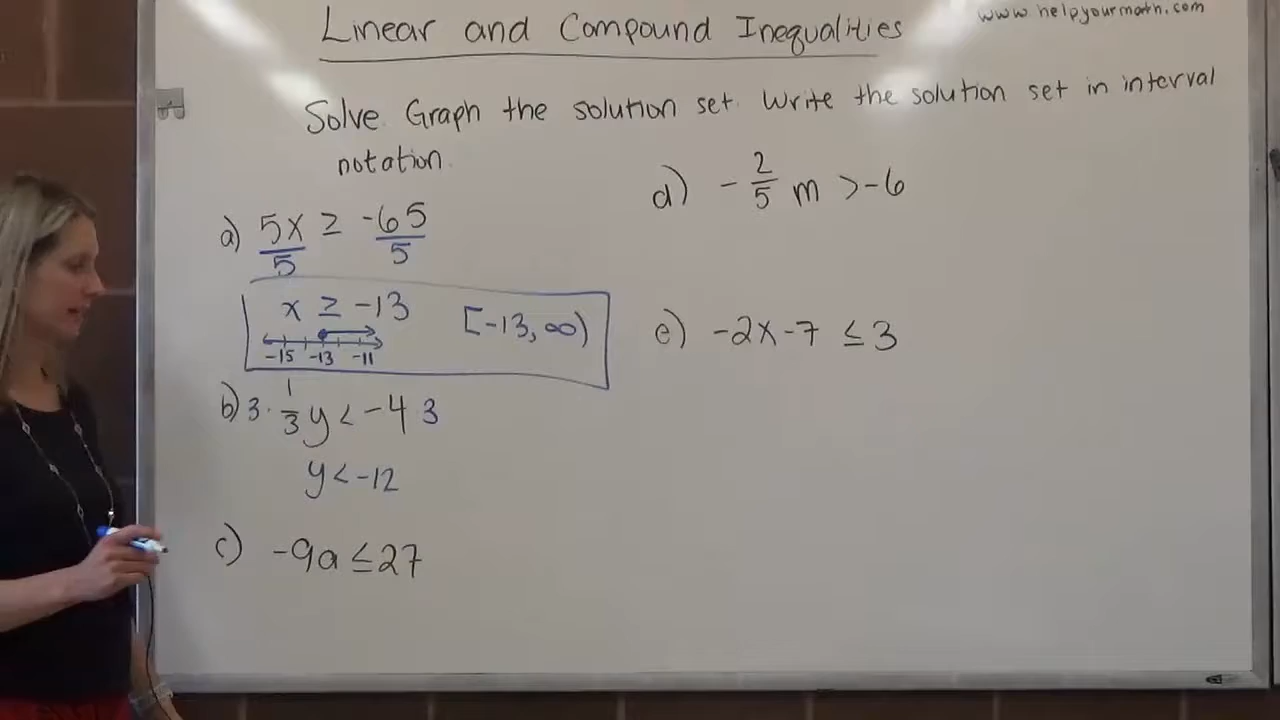 Linear and Compound Inequalities
www.helpyourmath.com
Solve. Graph the solution set. Write the solution set in interval
notation.
a) 5x ≥ -65
5 5
x ≥ -13 [-13, ∞)
-15 -13 -11
b) 3 · 1/3 y < -4 3
y < -12
c) -9a ≤ 27
d) - 2/5 m > -6
e) -2x - 7 ≤ 3